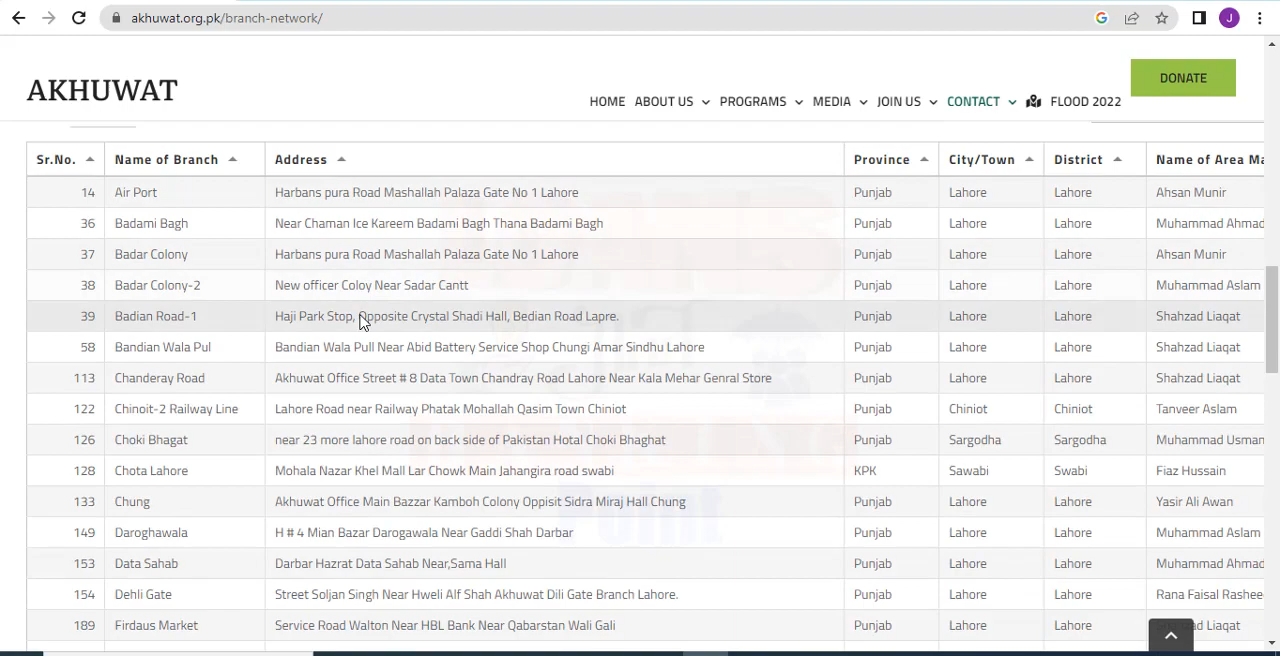 akhuwat.org.pk/branch-network/
J
AKHUWAT
DONATE
HOME ABOUT US PROGRAMS MEDIA JOIN US CONTACT FLOOD 2022
Sr.No. Name of Branch Address Province City/Town District Name of Area Ma
14 Air Port Harbans pura Road Mashallah Palaza Gate No 1 Lahore Punjab Lahore Lahore Ahsan Munir
36 Badami Bagh Near Chaman Ice Kareem Badami Bagh Thana Badami Bagh Punjab Lahore Lahore Muhammad Ahmad
37 Badar Colony Harbans pura Road Mashallah Palaza Gate No 1 Lahore Punjab Lahore Lahore Ahsan Munir
38 Badar Colony-2 New officer Coloy Near Sadar Cantt Punjab Lahore Lahore Muhammad Aslam
39 Badian Road-1 Haji Park Stop, Opposite Crystal Shadi Hall, Bedian Road Lapre. Punjab Lahore Lahore Shahzad Liaqat
58 Bandian Wala Pul Bandian Wala Pull Near Abid Battery Service Shop Chungi Amar Sindhu Lahore Punjab Lahore Lahore Shahzad Liaqat
113 Chanderay Road Akhuwat Office Street # 8 Data Town Chandray Road Lahore Near Kala Mehar Genral Store Punjab Lahore Lahore Shahzad Liaqat
122 Chinoit-2 Railway Line Lahore Road near Railway Phatak Mohallah Qasim Town Chiniot Punjab Chiniot Chiniot Tanveer Aslam
126 Choki Bhagat near 23 more lahore road on back side of Pakistan Hotal Choki Bhaghat Punjab Sargodha Sargodha Muhammad Usman
128 Chota Lahore Mohala Nazar Khel Mall Lar Chowk Main Jahangira road swabi KPK Sawabi Swabi Fiaz Hussain
133 Chung Akhuwat Office Main Bazzar Kamboh Colony Oppisit Sidra Miraj Hall Chung Punjab Lahore Lahore Yasir Ali Awan
149 Daroghawala H # 4 Mian Bazar Darogawala Near Gaddi Shah Darbar Punjab Lahore Lahore Muhammad Aslam
153 Data Sahab Darbar Hazrat Data Sahab Near,Sama Hall Punjab Lahore Lahore Muhammad Ahmad
154 Dehli Gate Street Soljan Singh Near Hweli Alf Shah Akhuwat Dili Gate Branch Lahore. Punjab Lahore Lahore Rana Faisal Rashee
189 Firdaus Market Service Road Walton Near HBL Bank Near Qabarstan Wali Gali Punjab Lahore Lahore Liaqat
Point